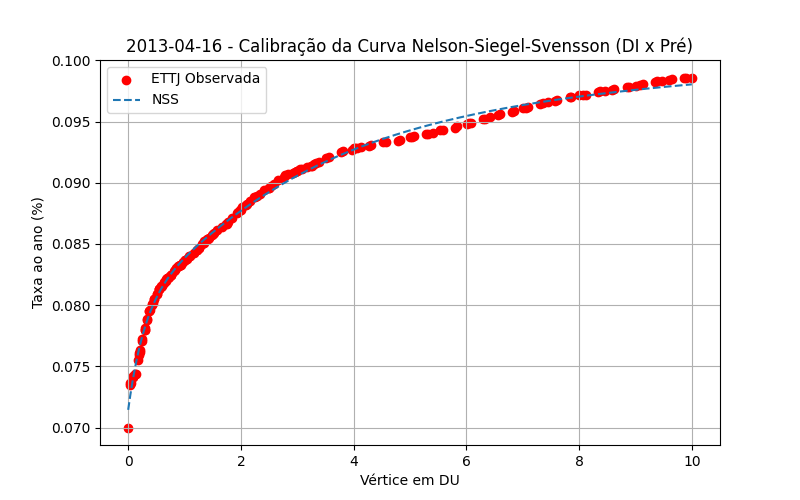 2013-04-16 - Calibração da Curva Nelson-Siegel-Svensson (DI x Pré)
ETTJ Observada
NSS
Taxa ao ano (%)
0.100
0.095
0.090
0.085
0.080
0.075
0.070
0
2
4
6
8
10
Vértice em DU